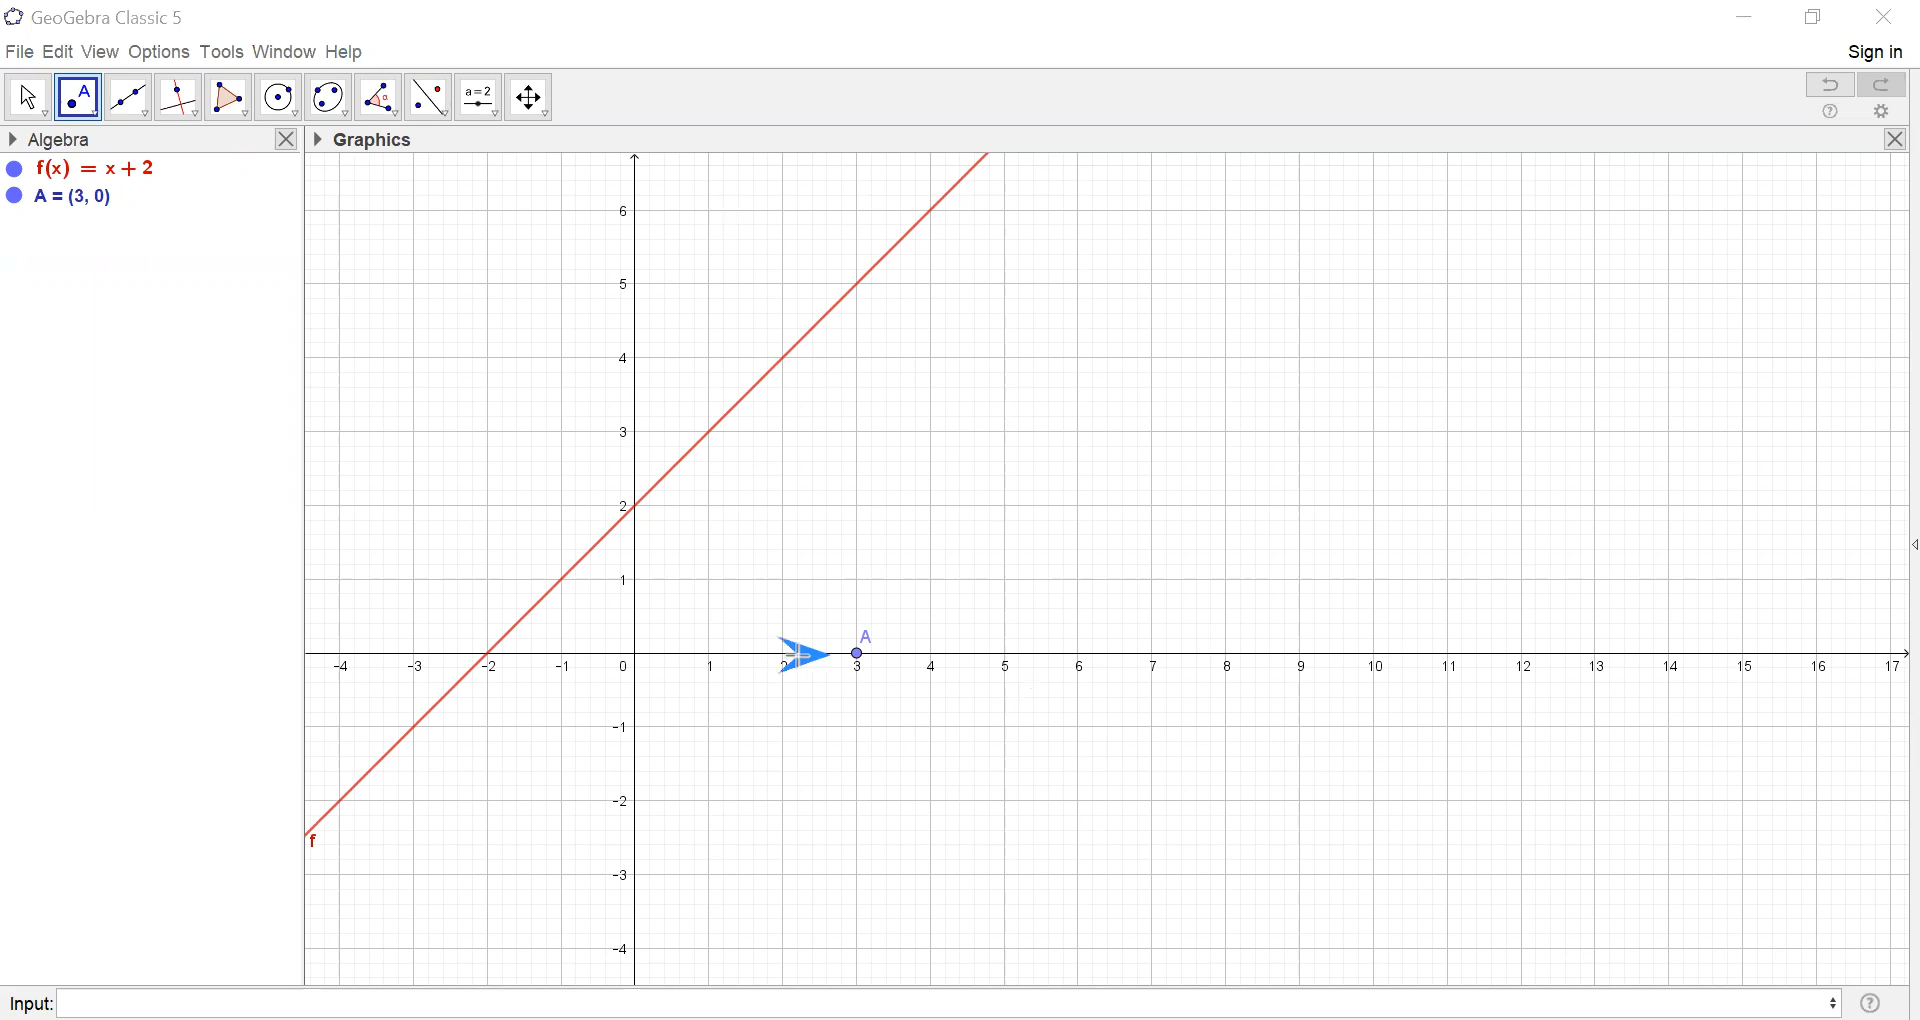 GeoGebra Classic 5
File Edit View Options Tools Window Help
Sign in
A
a=2
Algebra
Graphics
f(x) = x + 2
A = (3, 0)
6
5
4
3
2
1
A
-4 -3 -2 -1 0 1 2 3 4 5 6 7 8 9 10 11 12 13 14 15 16 17
-1
-2
f
-3
-4
Input: